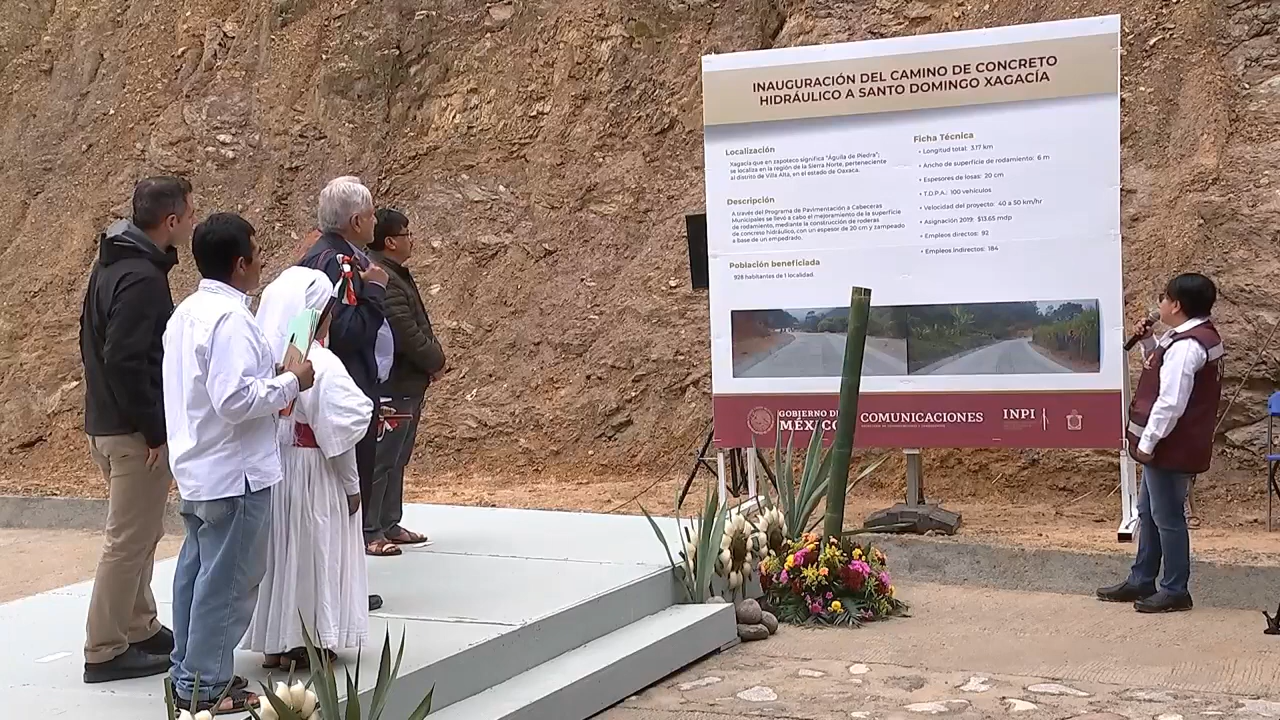 INAUGURACIÓN DEL CAMINO DE CONCRETO
HIDRÁULICO A SANTO DOMINGO XAGACÍA
Localización
Xagacía que en zapoteco significa "Águila de Piedra";
se localiza en la región de la Sierra Norte, perteneciente
al distrito de Villa Alta, en el estado de Oaxaca.
Descripción
A través del Programa de Pavimentación a Cabeceras
Municipales se llevó a cabo el mejoramiento de la superficie
de rodamiento, mediante la construcción de roderas
de concreto hidráulico, con un espesor de 20 cm y zampeado
a base de un empedrado.
Población beneficiada
928 habitantes de 1 localidad.
Ficha Técnica
• Longitud total: 3.17 km
• Ancho de superficie de rodamiento: 6 m
• Espesores de losas: 20 cm
• T.D.P.A.: 100 vehículos
• Velocidad del proyecto: 40 a 50 km/hr
• Asignación 2019: $13.65 mdp
• Empleos directos: 92
• Empleos indirectos: 184
GOBIERNO DE
MÉXICO
COMUNICACIONES
INPI